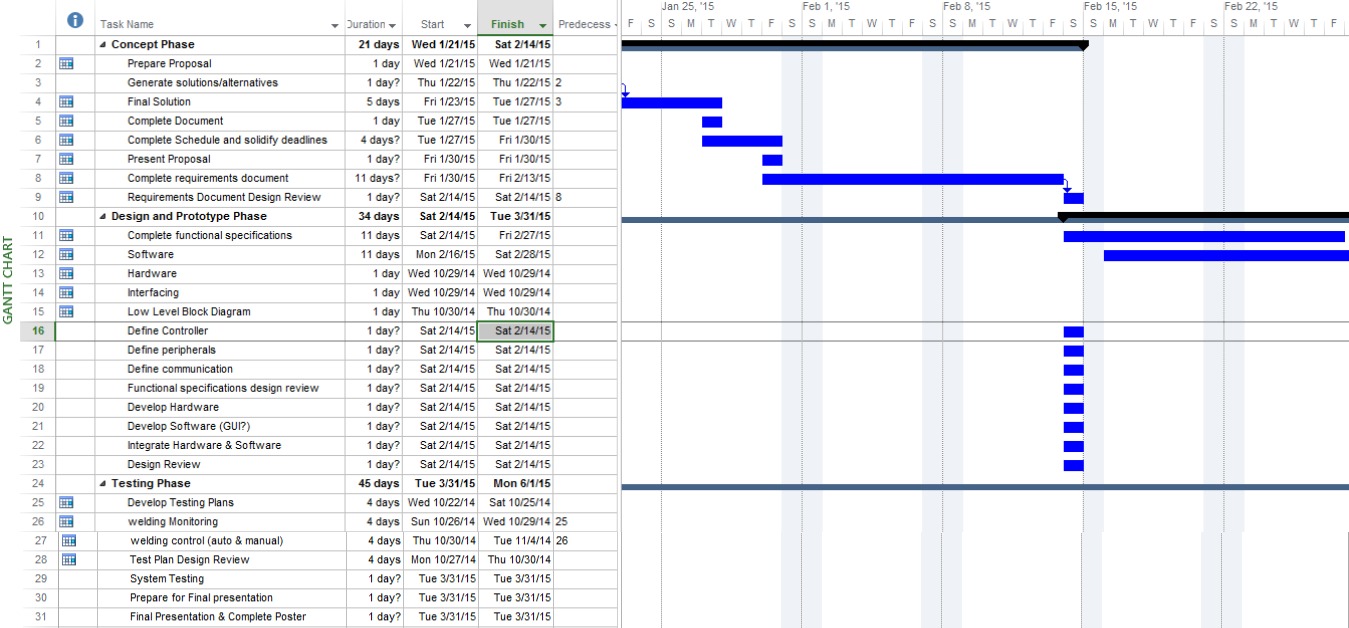 Jan 25, '15 Feb 1, '15 Feb 8, '15 Feb 15, '15 Feb 22, '15
Task Name Duration Start Finish Predecess F S S M T W T F S S M T W T F S S M T W T F S S M T W T F S S M T W T F
1 Concept Phase 21 days Wed 1/21/15 Sat 2/14/15
2 Prepare Proposal 1 day Wed 1/21/15 Wed 1/21/15
3 Generate solutions/alternatives 1 day? Thu 1/22/15 Thu 1/22/15 2
4 Final Solution 5 days Fri 1/23/15 Tue 1/27/15 3
5 Complete Document 1 day Tue 1/27/15 Tue 1/27/15
6 Complete Schedule and solidify deadlines 4 days? Tue 1/27/15 Fri 1/30/15
7 Present Proposal 1 day? Fri 1/30/15 Fri 1/30/15
8 Complete requirements document 11 days? Fri 1/30/15 Fri 2/13/15
9 Requirements Document Design Review 1 day? Sat 2/14/15 Sat 2/14/15 8
10 Design and Prototype Phase 34 days Sat 2/14/15 Tue 3/31/15
11 Complete functional specifications 11 days Sat 2/14/15 Fri 2/27/15
12 Software 11 days Mon 2/16/15 Sat 2/28/15
13 Hardware 1 day Wed 10/29/14 Wed 10/29/14
14 Interfacing 1 day Wed 10/29/14 Wed 10/29/14
15 Low Level Block Diagram 1 day Thu 10/30/14 Thu 10/30/14
16 Define Controller 1 day? Sat 2/14/15 Sat 2/14/15
17 Define peripherals 1 day? Sat 2/14/15 Sat 2/14/15
18 Define communication 1 day? Sat 2/14/15 Sat 2/14/15
19 Functional specifications design review 1 day? Sat 2/14/15 Sat 2/14/15
20 Develop Hardware 1 day? Sat 2/14/15 Sat 2/14/15
21 Develop Software (GUI?) 1 day? Sat 2/14/15 Sat 2/14/15
22 Integrate Hardware & Software 1 day? Sat 2/14/15 Sat 2/14/15
23 Design Review 1 day? Sat 2/14/15 Sat 2/14/15
24 Testing Phase 45 days Tue 3/31/15 Mon 6/1/15
25 Develop Testing Plans 4 days Wed 10/22/14 Sat 10/25/14
26 welding Monitoring 4 days Sun 10/26/14 Wed 10/29/14 25
27 welding control (auto & manual) 4 days Thu 10/30/14 Tue 11/4/14 26
28 Test Plan Design Review 4 days Mon 10/27/14 Thu 10/30/14
29 System Testing 1 day? Tue 3/31/15 Tue 3/31/15
30 Prepare for Final presentation 1 day? Tue 3/31/15 Tue 3/31/15
31 Final Presentation & Complete Poster 1 day? Tue 3/31/15 Tue 3/31/15
GANTT CHART